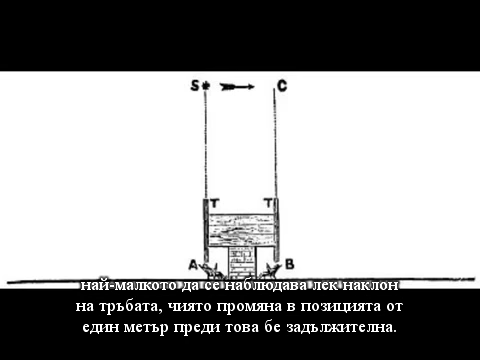 S* C
T T
A B
най-малкото да се наблюдава лек наклон
на тръбата, чиято промяна в позицията от
един метър преди това бе задължителна.